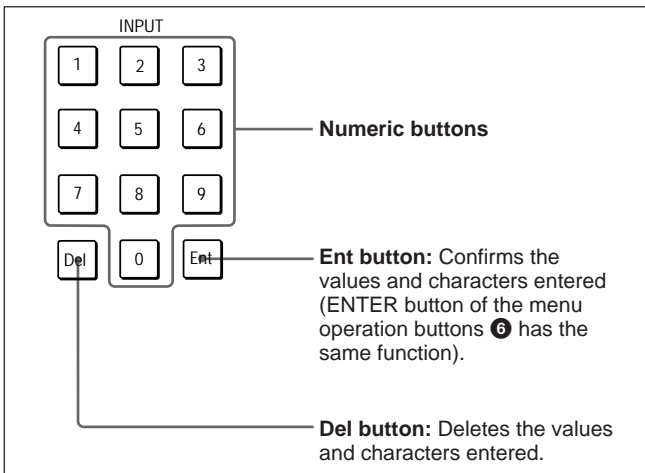 INPUT
1 2 3
4 5 6
7 8 9
Del 0 Ent
Numeric buttons
Ent button: Confirms the
values and characters entered
(ENTER button of the menu
operation buttons ❻ has the
same function).
Del button: Deletes the values
and characters entered.